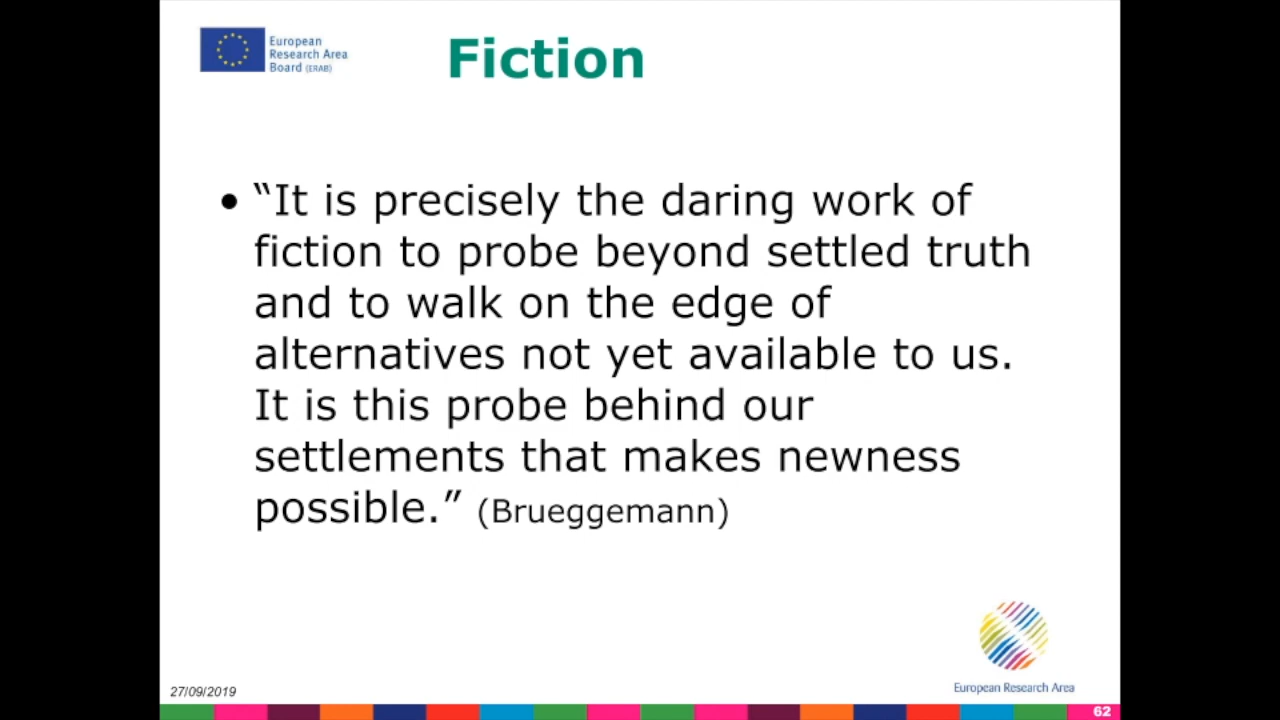 European
Research Area
Board (ERAB)
Fiction
• “It is precisely the daring work of
fiction to probe beyond settled truth
and to walk on the edge of
alternatives not yet available to us.
It is this probe behind our
settlements that makes newness
possible.” (Brueggemann)
European Research Area
27/09/2019
62